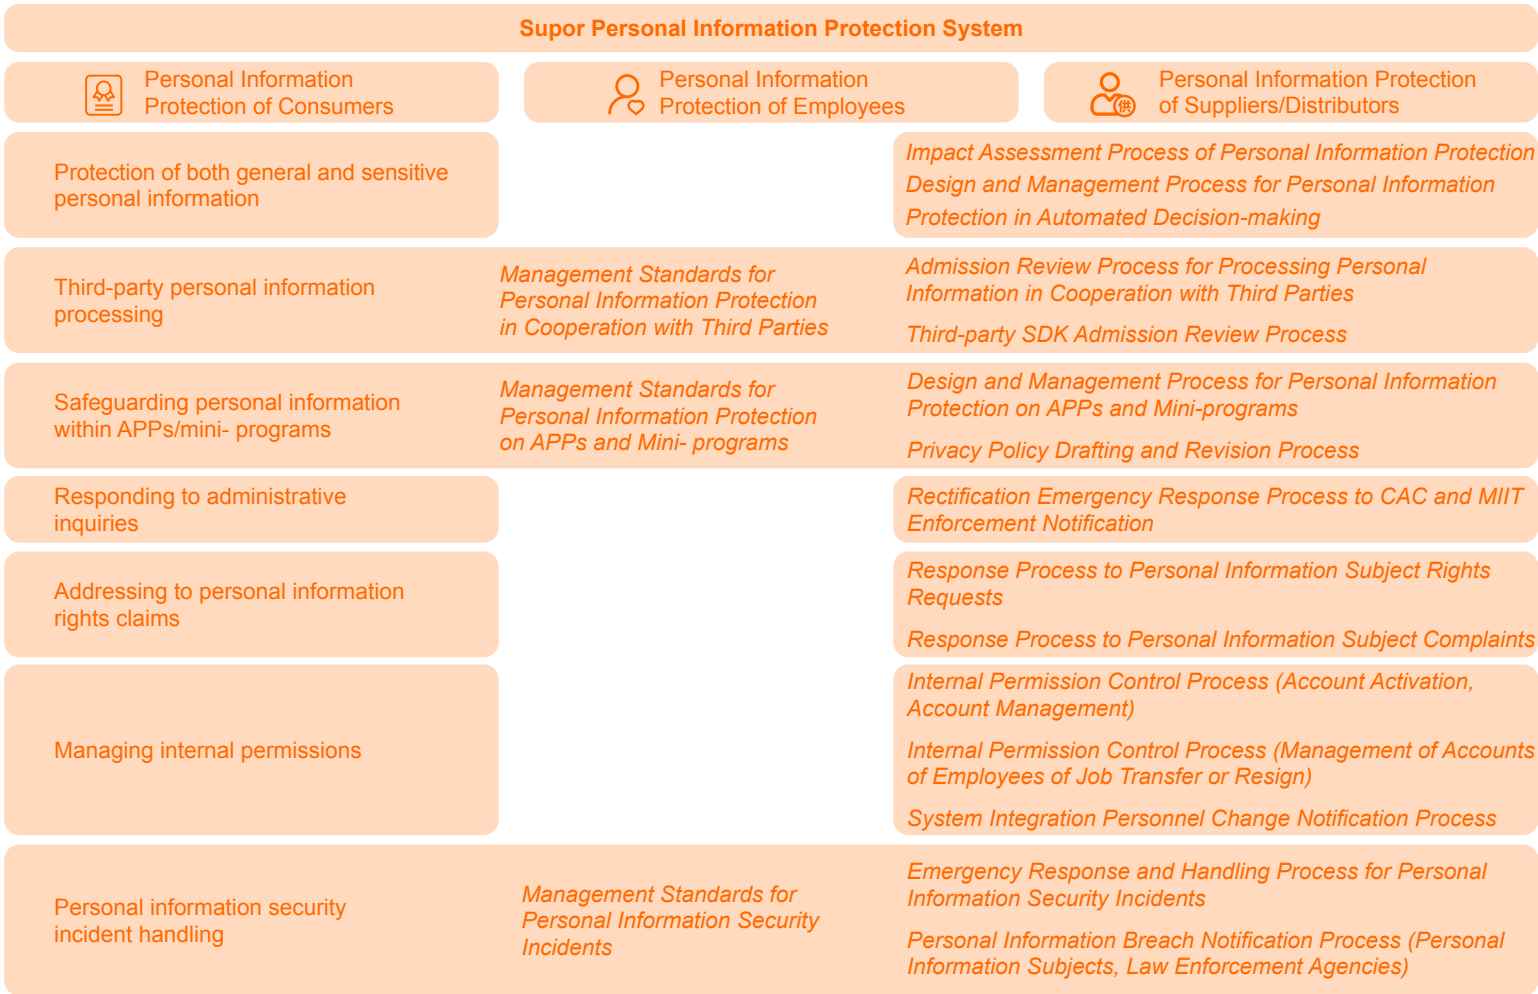 Supor Personal Information Protection System
Personal Information
Protection of Consumers
Personal Information
Protection of Employees
供
Personal Information Protection
of Suppliers/Distributors
Protection of both general and sensitive
personal information
Impact Assessment Process of Personal Information Protection
Design and Management Process for Personal Information
Protection in Automated Decision-making
Third-party personal information
processing
Management Standards for
Personal Information Protection
in Cooperation with Third Parties
Admission Review Process for Processing Personal
Information in Cooperation with Third Parties
Third-party SDK Admission Review Process
Safeguarding personal information
within APPs/mini- programs
Management Standards for
Personal Information Protection
on APPs and Mini- programs
Design and Management Process for Personal Information
Protection on APPs and Mini-programs
Privacy Policy Drafting and Revision Process
Responding to administrative
inquiries
Rectification Emergency Response Process to CAC and MIIT
Enforcement Notification
Addressing to personal information
rights claims
Response Process to Personal Information Subject Rights
Requests
Response Process to Personal Information Subject Complaints
Managing internal permissions
Internal Permission Control Process (Account Activation,
Account Management)
Internal Permission Control Process (Management of Accounts
of Employees of Job Transfer or Resign)
System Integration Personnel Change Notification Process
Personal information security
incident handling
Management Standards for
Personal Information Security
Incidents
Emergency Response and Handling Process for Personal
Information Security Incidents
Personal Information Breach Notification Process (Personal
Information Subjects, Law Enforcement Agencies)